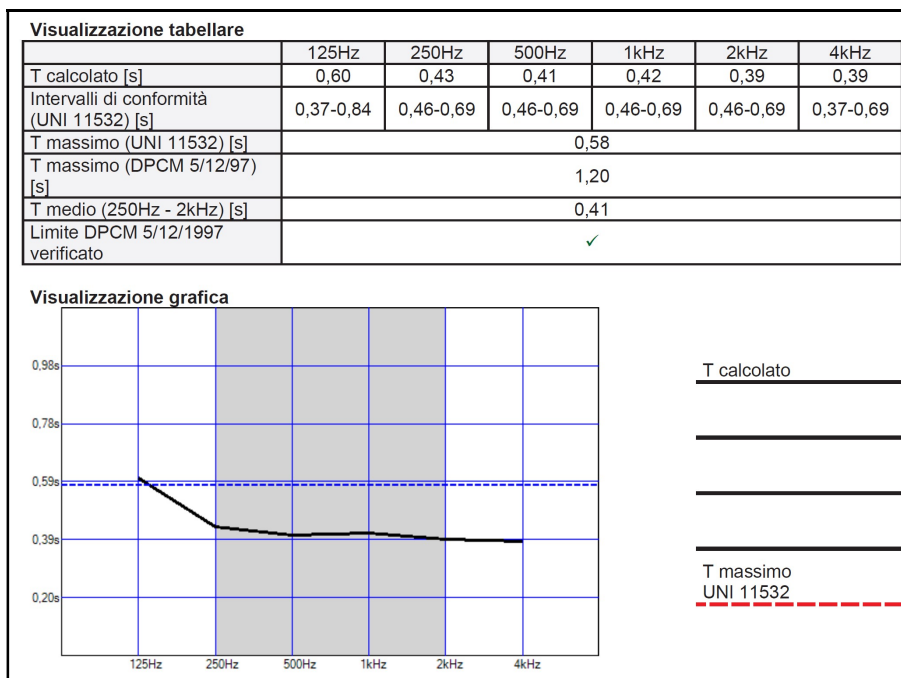 Visualizzazione tabellare
125Hz 250Hz 500Hz 1kHz 2kHz 4kHz
T calcolato [s] 0,60 0,43 0,41 0,42 0,39 0,39
Intervalli di conformità
(UNI 11532) [s] 0,37-0,84 0,46-0,69 0,46-0,69 0,46-0,69 0,46-0,69 0,37-0,69
T massimo (UNI 11532) [s] 0,58
T massimo (DPCM 5/12/97)
[s] 1,20
T medio (250Hz - 2kHz) [s] 0,41
Limite DPCM 5/12/1997
verificato ✓
Visualizzazione grafica
0,98s
0,78s
0,59s
0,39s
0,20s
125Hz 250Hz 500Hz 1kHz 2kHz 4kHz
T calcolato
T massimo
UNI 11532